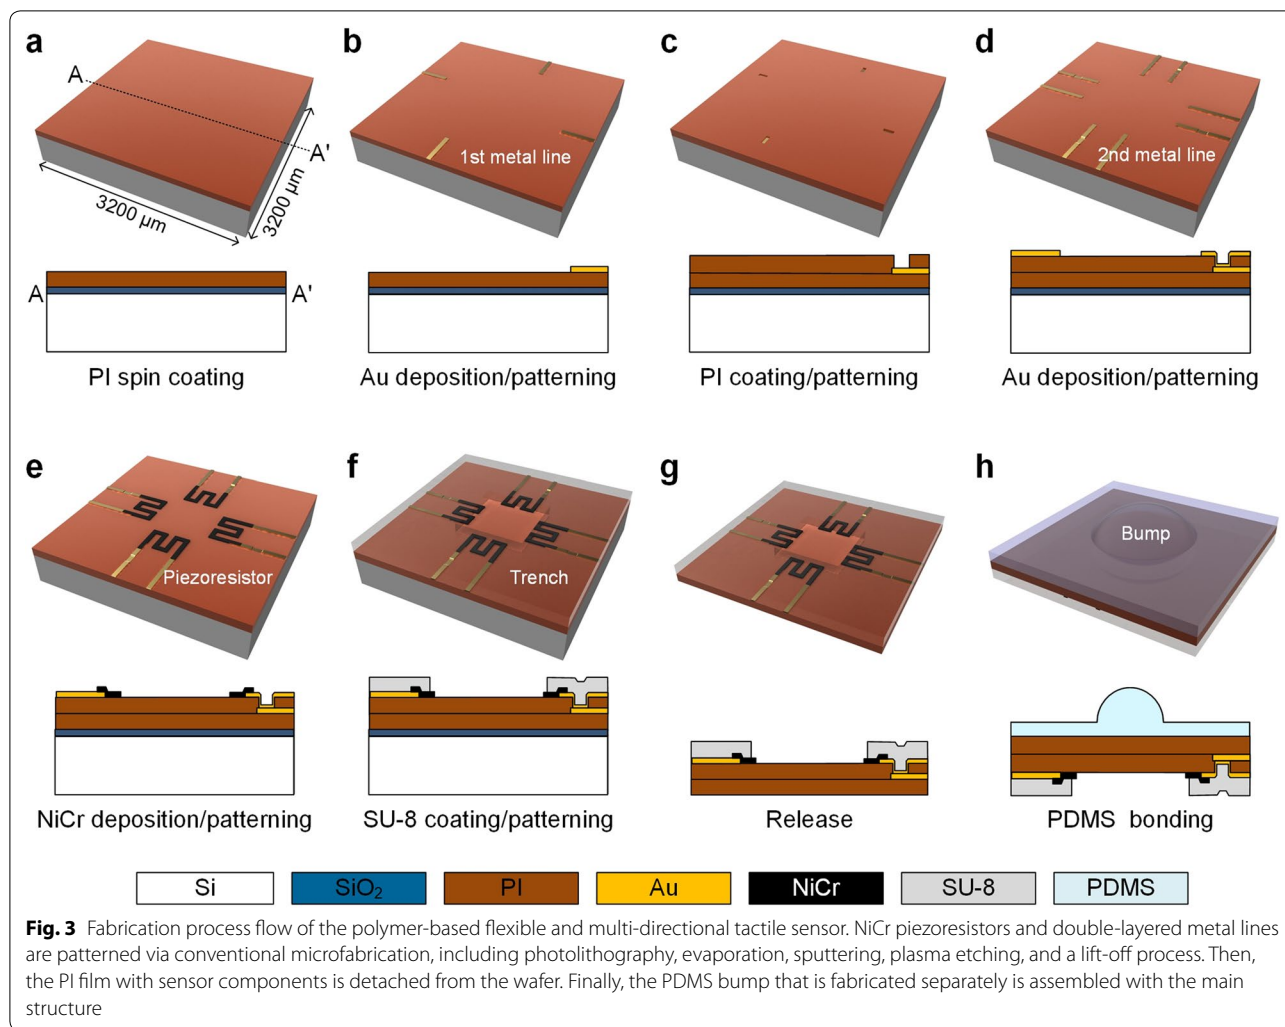 a
b
c
d
A
A'
3200 µm
3200 µm
1st metal line
2nd metal line
A
A'
PI spin coating
Au deposition/patterning
PI coating/patterning
Au deposition/patterning
e
f
g
h
Piezoresistor
Trench
Bump
NiCr deposition/patterning
SU-8 coating/patterning
Release
PDMS bonding
Si
SiO₂
PI
Au
NiCr
SU-8
PDMS
Fig. 3 Fabrication process flow of the polymer-based flexible and multi-directional tactile sensor. NiCr piezoresistors and double-layered metal lines
are patterned via conventional microfabrication, including photolithography, evaporation, sputtering, plasma etching, and a lift-off process. Then,
the PI film with sensor components is detached from the wafer. Finally, the PDMS bump that is fabricated separately is assembled with the main
structure